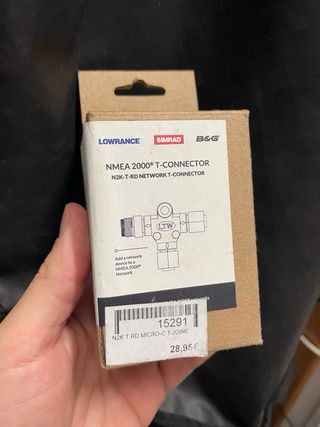 LOWRANCE SIMRAD B&G
NMEA 2000® T-CONNECTOR
N2K-T-RD NETWORK T-CONNECTOR
LTW
Add a network
device to a
NMEA 2000®
Network
15291
N2K T RD MICRO-C T-JOINE
28,95€